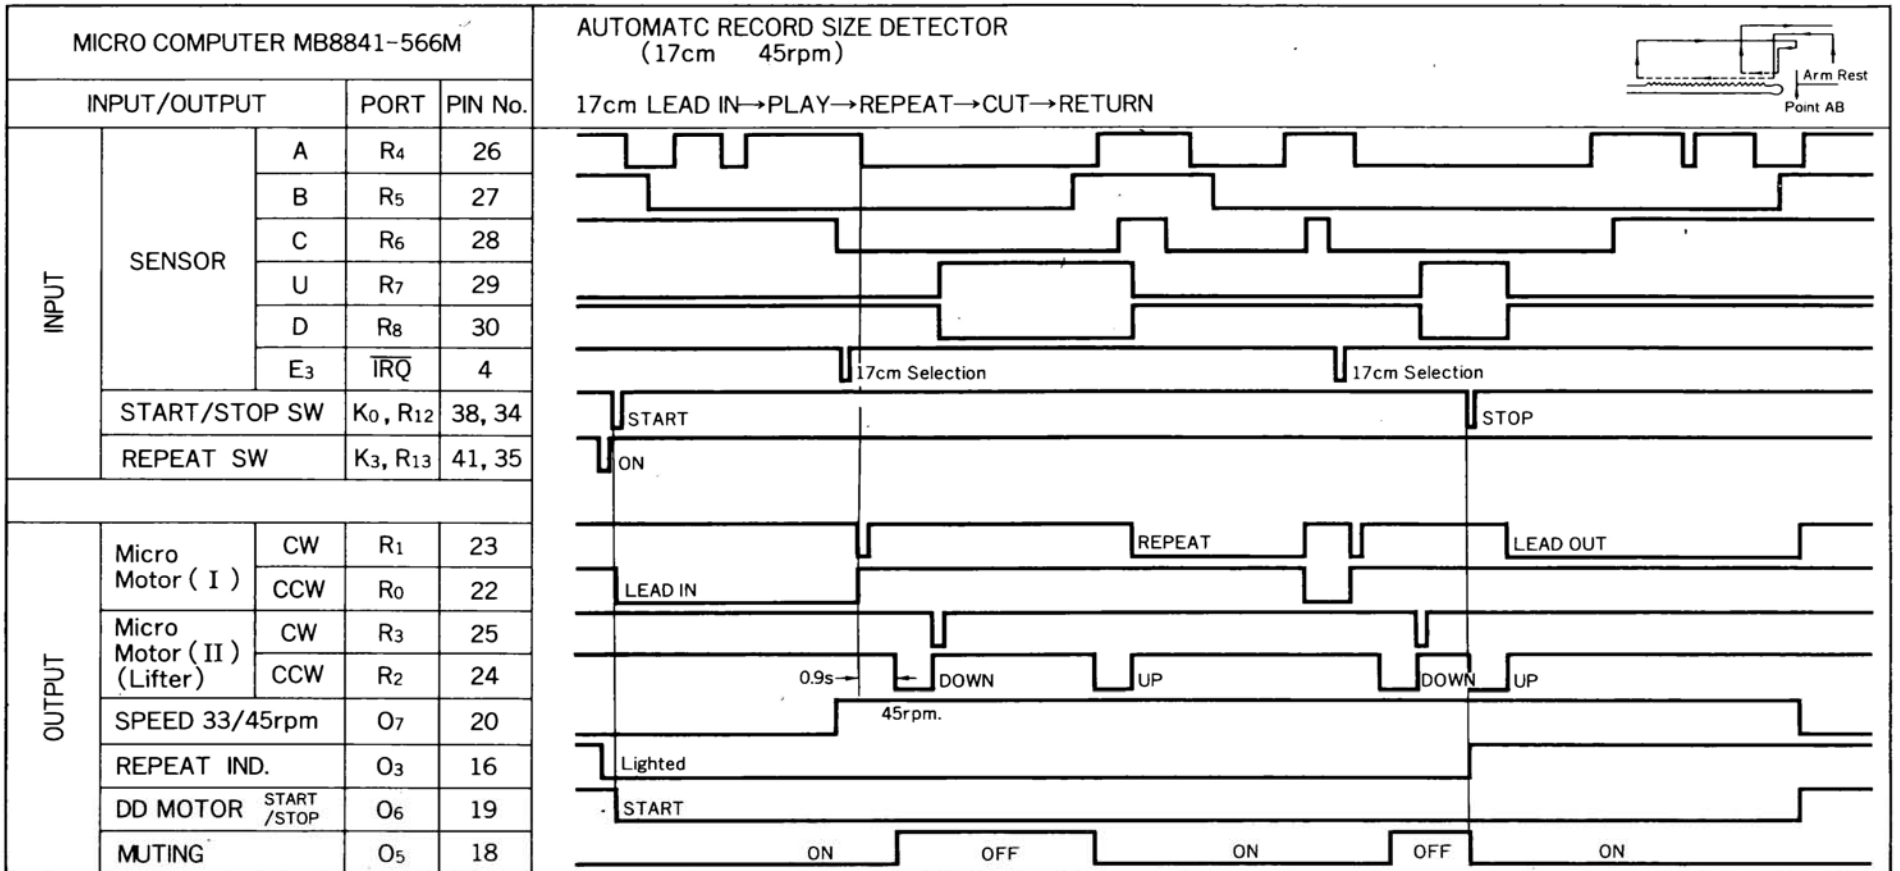 MICRO COMPUTER MB8841-566M
AUTOMATC RECORD SIZE DETECTOR
(17cm 45rpm)
Arm Rest
Point AB
INPUT/OUTPUT PORT PIN No.
17cm LEAD IN→PLAY→REPEAT→CUT→RETURN
INPUT
SENSOR
A R4 26
B R5 27
C R6 28
U R7 29
D R8 30
E3 I̅R̅Q̅ 4
17cm Selection 17cm Selection
START/STOP SW K0, R12 38, 34
START STOP
REPEAT SW K3, R13 41, 35
ON
OUTPUT
Micro
Motor ( I )
CW R1 23
REPEAT LEAD OUT
CCW R0 22
LEAD IN
Micro
Motor ( II )
(Lifter)
CW R3 25
CCW R2 24
0.9s DOWN UP DOWN UP
SPEED 33/45rpm O7 20
45rpm.
REPEAT IND. O3 16
Lighted
DD MOTOR START
/STOP O6 19
START
MUTING O5 18
ON OFF ON OFF ON